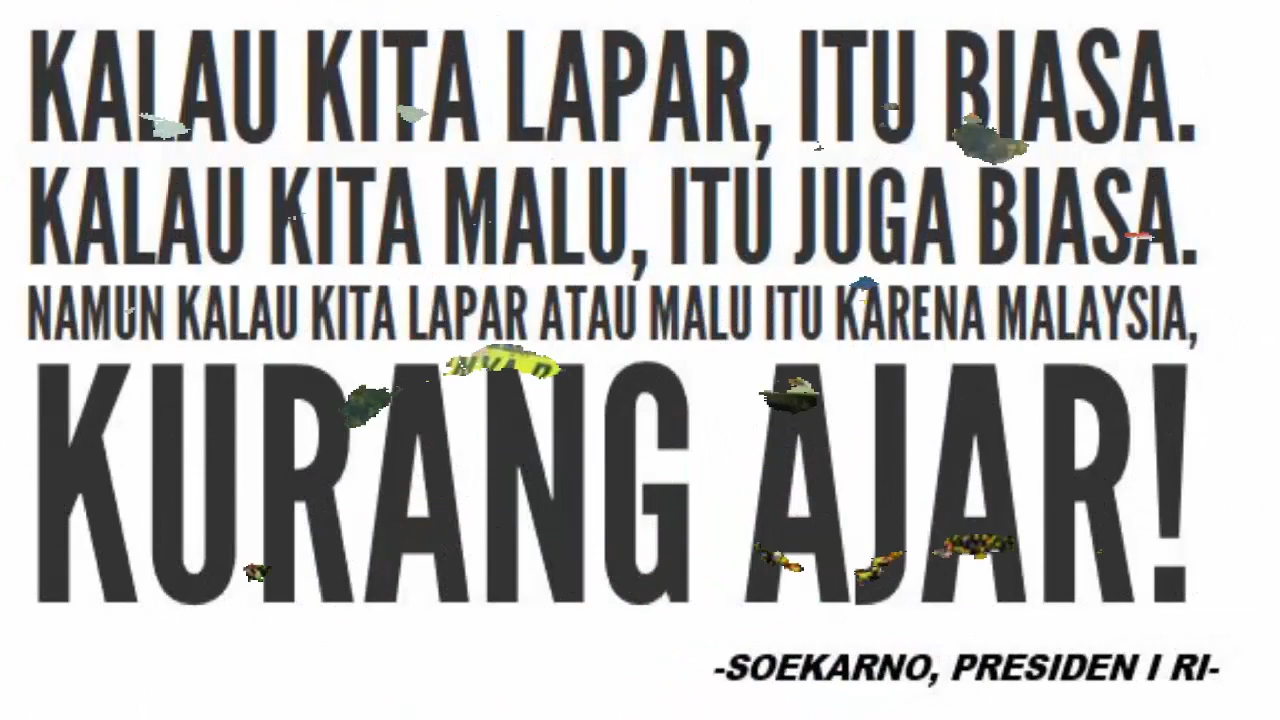 KALAU KITA LAPAR, ITU BIASA.
KALAU KITA MALU, ITU JUGA BIASA.
NAMUN KALAU KITA LAPAR ATAU MALU ITU KARENA MALAYSIA,
KURANG AJAR!
-SOEKARNO, PRESIDEN I RI-